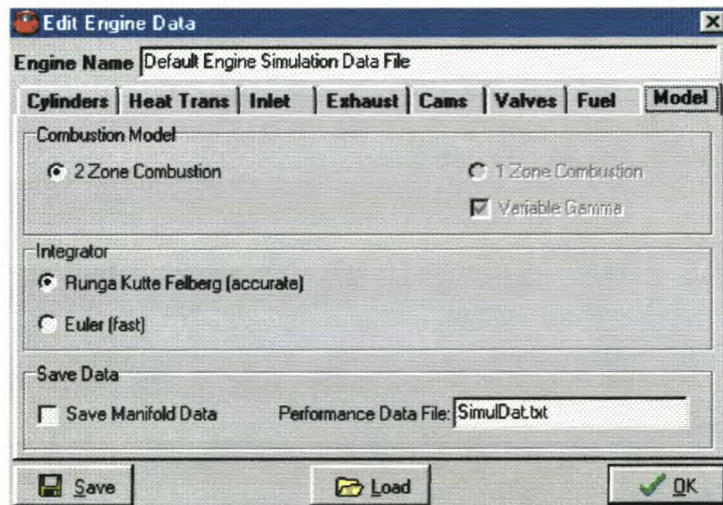 Edit Engine Data
Engine Name Default Engine Simulation Data File
Cylinders Heat Trans Inlet Exhaust Cams Valves Fuel Model
Combustion Model
2 Zone Combustion 1 Zone Combustion
Variable Gamma
Integrator
Runga Kutte Felberg (accurate)
Euler (fast)
Save Data
Save Manifold Data Performance Data File: SimulDat.txt
Save Load OK